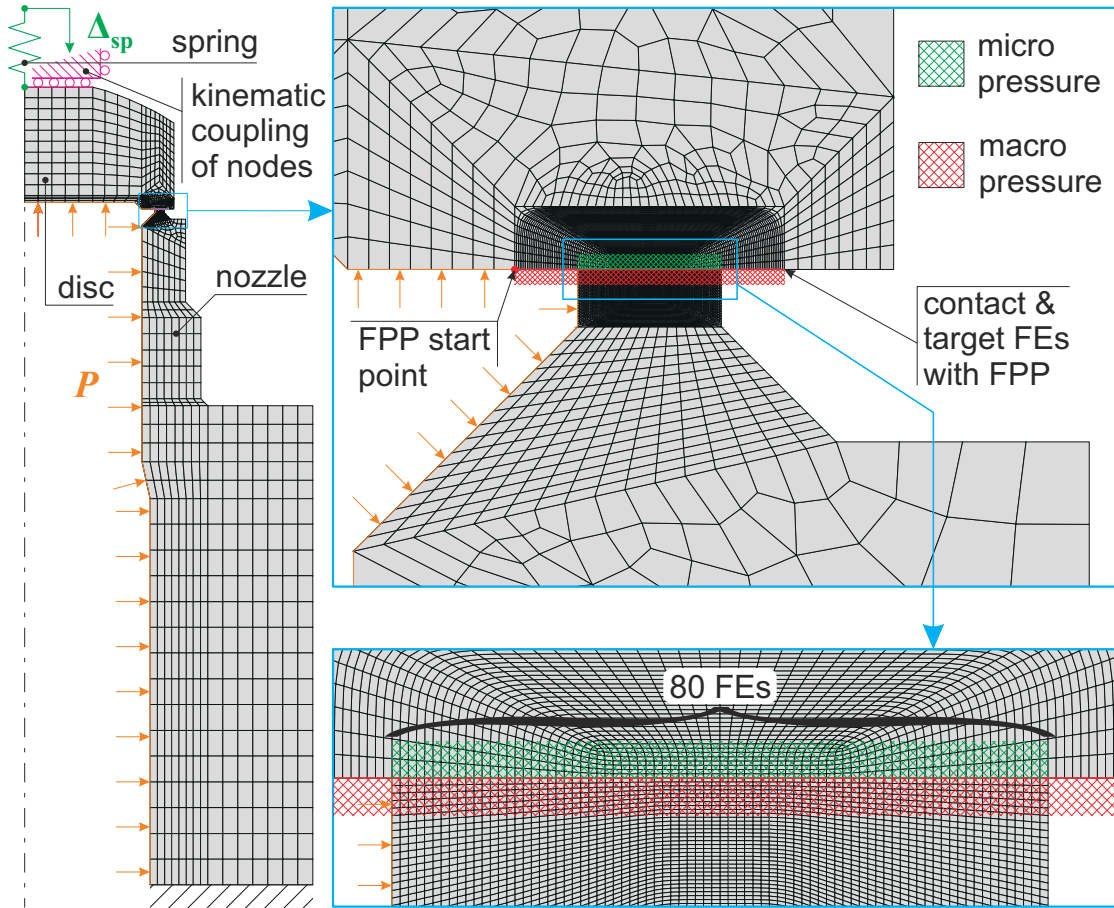 Δsp
spring
kinematic
coupling
of nodes
disc
nozzle
P
micro
pressure
macro
pressure
FPP start
point
contact &
target FEs
with FPP
80 FEs